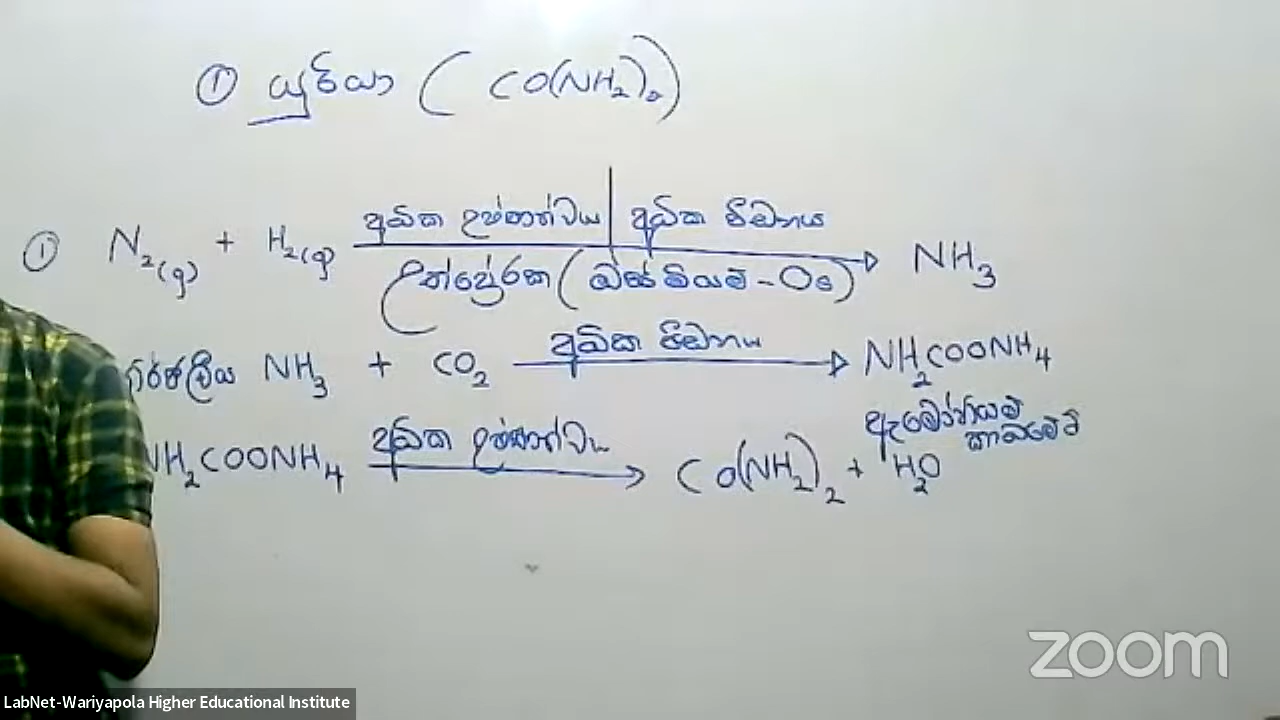 ① යුරියා ( CO(NH₂)₂)
අධික උෂ්ණත්වය | අධික පීඩනය
① N₂(g) + H₂(g) → NH₃
උත්ප්‍රේරක ( ඔස්මියම් - Os)
අධික පීඩනය
නිර්ජලීය NH₃ + CO₂ → NH₂COONH₄
ඇමෝනියම්
කාබමේට්
අධික උෂ්ණත්වය
NH₂COONH₄ → CO(NH₂)₂ + H₂O
zoom
LabNet-Wariyapola Higher Educational Institute